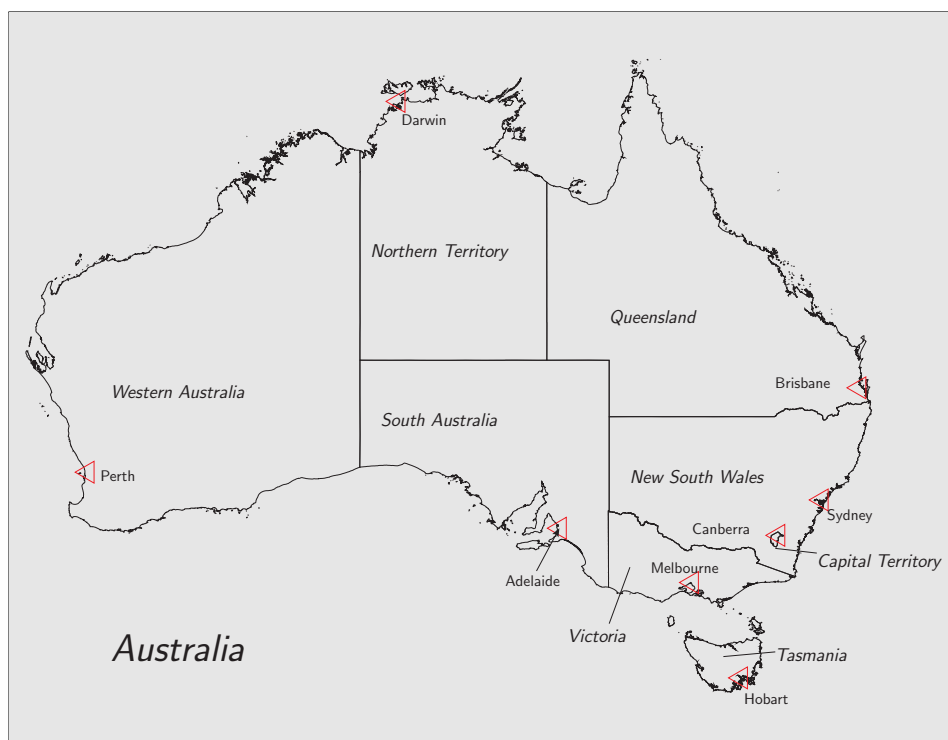 Darwin
Northern Territory
Queensland
Brisbane
Western Australia
South Australia
Perth
New South Wales
Sydney
Canberra
Capital Territory
Melbourne
Adelaide
Victoria
Australia
Tasmania
Hobart